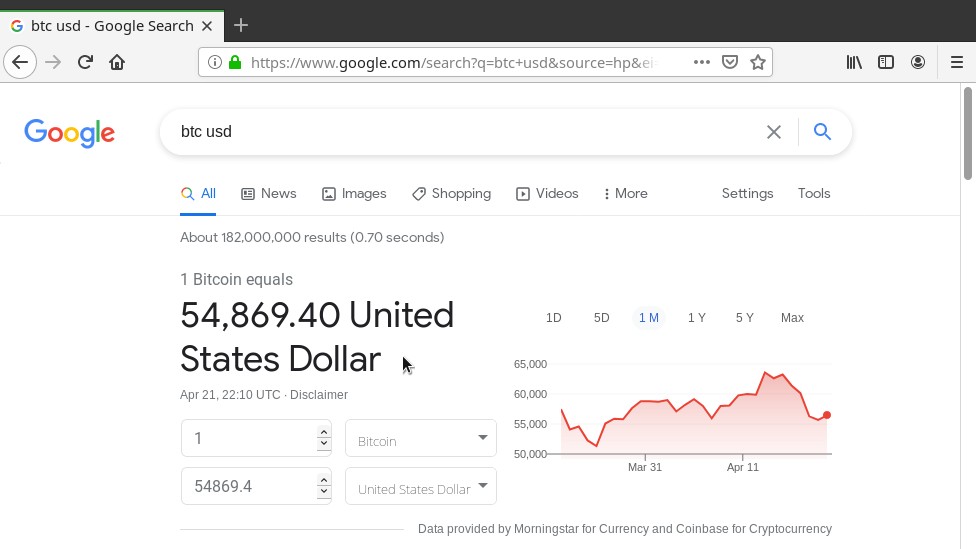 btc usd - Google Search
https://www.google.com/search?q=btc+usd&source=hp&ei=
Google
btc usd
All News Images Shopping Videos More Settings Tools
About 182,000,000 results (0.70 seconds)
1 Bitcoin equals
54,869.40 United
States Dollar
Apr 21, 22:10 UTC · Disclaimer
1 Bitcoin
54869.4 United States Dollar
1D 5D 1 M 1 Y 5 Y Max
65,000
60,000
55,000
50,000
Mar 31 Apr 11
Data provided by Morningstar for Currency and Coinbase for Cryptocurrency